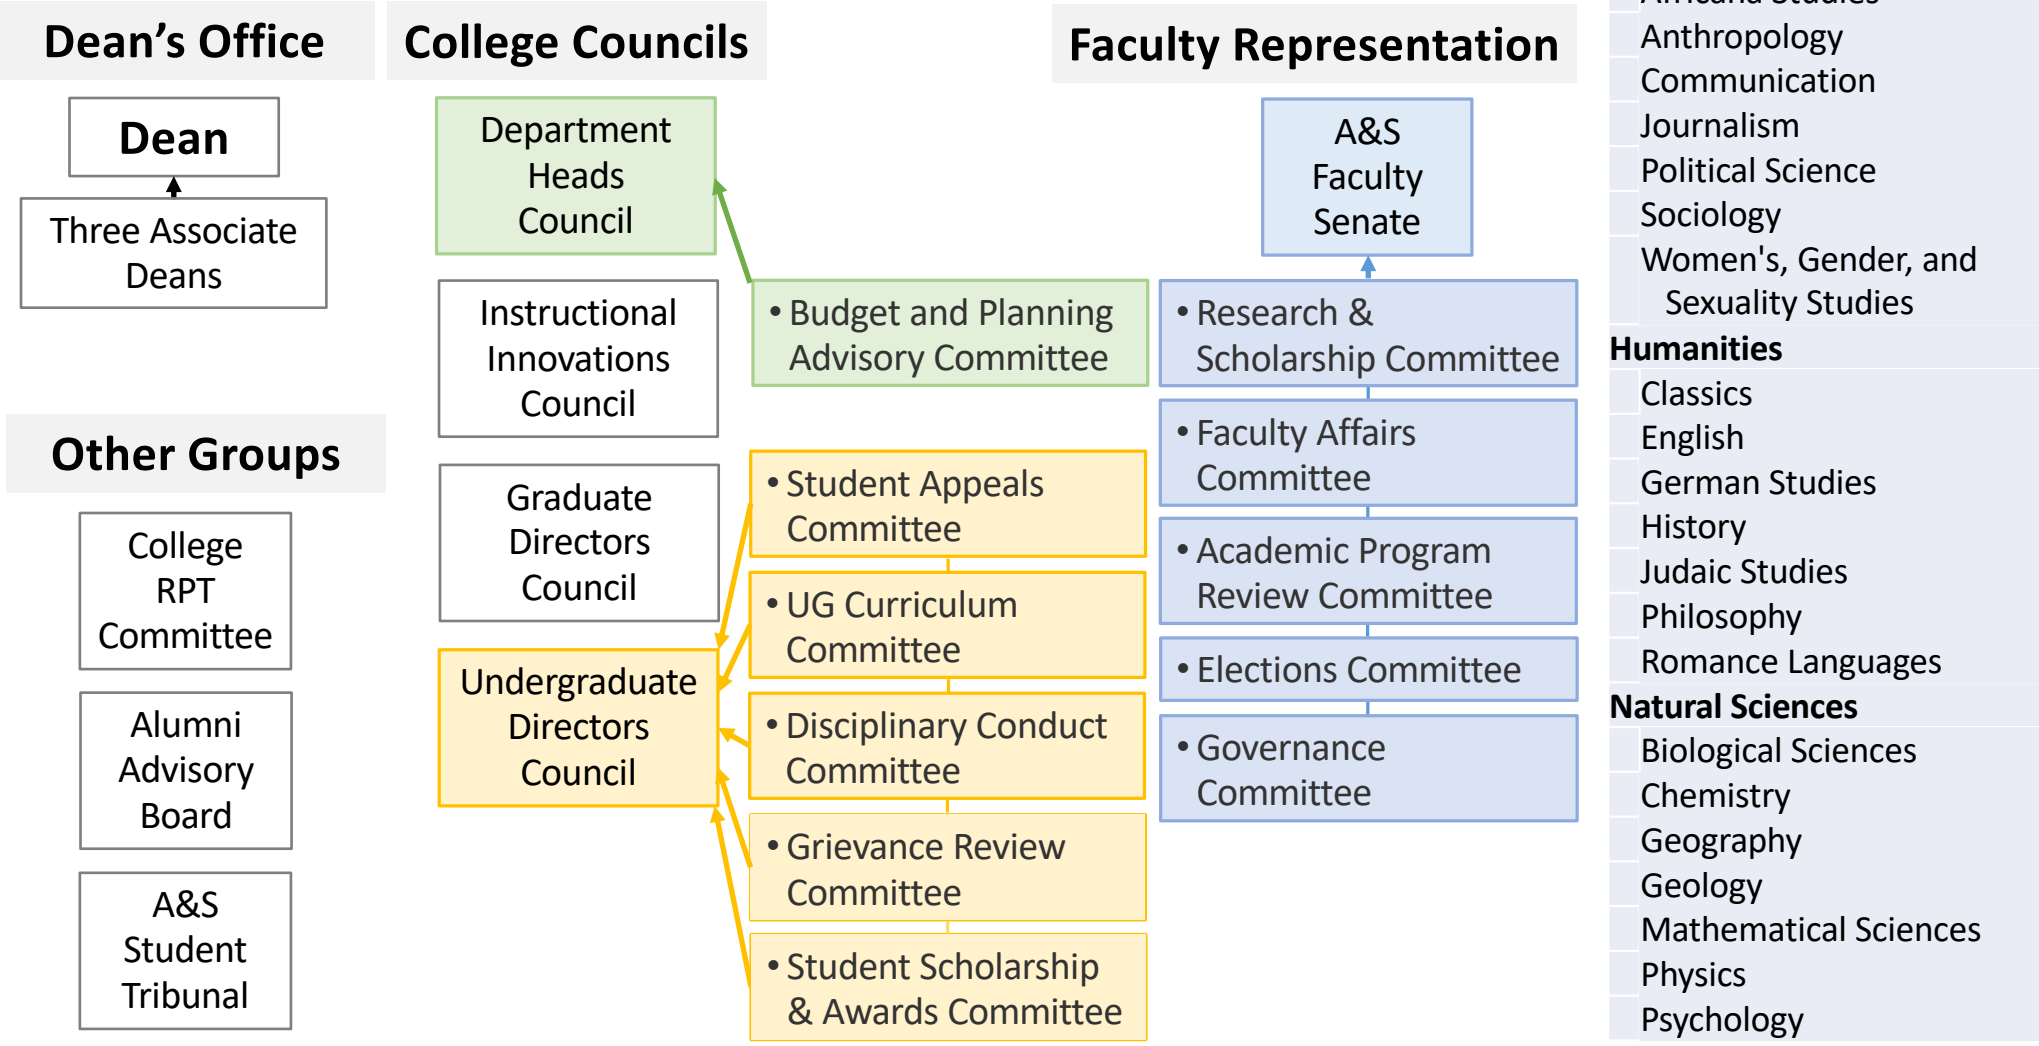 Dean’s Office
Dean
Three Associate
Deans
Other Groups
College
RPT
Committee
Alumni
Advisory
Board
A&S
Student
Tribunal
College Councils
Department
Heads
Council
Instructional
Innovations
Council
Graduate
Directors
Council
Undergraduate
Directors
Council
• Budget and Planning
Advisory Committee
• Student Appeals
Committee
• UG Curriculum
Committee
• Disciplinary Conduct
Committee
• Grievance Review
Committee
• Student Scholarship
& Awards Committee
Faculty Representation
A&S
Faculty
Senate
• Research &
Scholarship Committee
• Faculty Affairs
Committee
• Academic Program
Review Committee
• Elections Committee
• Governance
Committee
Africana Studies
Anthropology
Communication
Journalism
Political Science
Sociology
Women's, Gender, and
Sexuality Studies
Humanities
Classics
English
German Studies
History
Judaic Studies
Philosophy
Romance Languages
Natural Sciences
Biological Sciences
Chemistry
Geography
Geology
Mathematical Sciences
Physics
Psychology